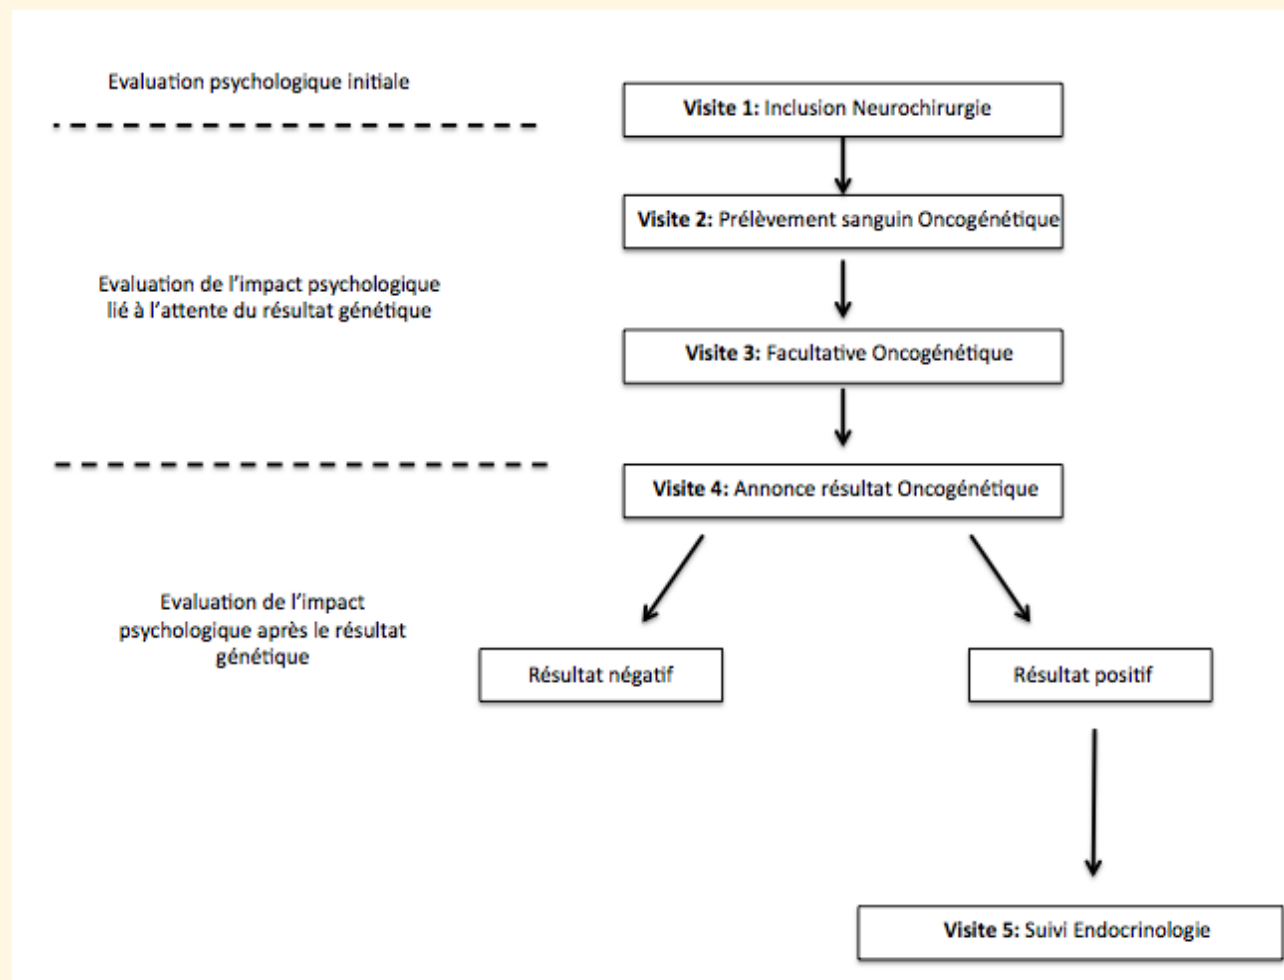 Evaluation psychologique initiale
Visite 1: Inclusion Neurochirurgie
Visite 2: Prélèvement sanguin Oncogénétique
Evaluation de l'impact psychologique
lié à l'attente du résultat génétique
Visite 3: Facultative Oncogénétique
Visite 4: Annonce résultat Oncogénétique
Evaluation de l'impact
psychologique après le résultat
génétique
Résultat négatif
Résultat positif
Visite 5: Suivi Endocrinologie